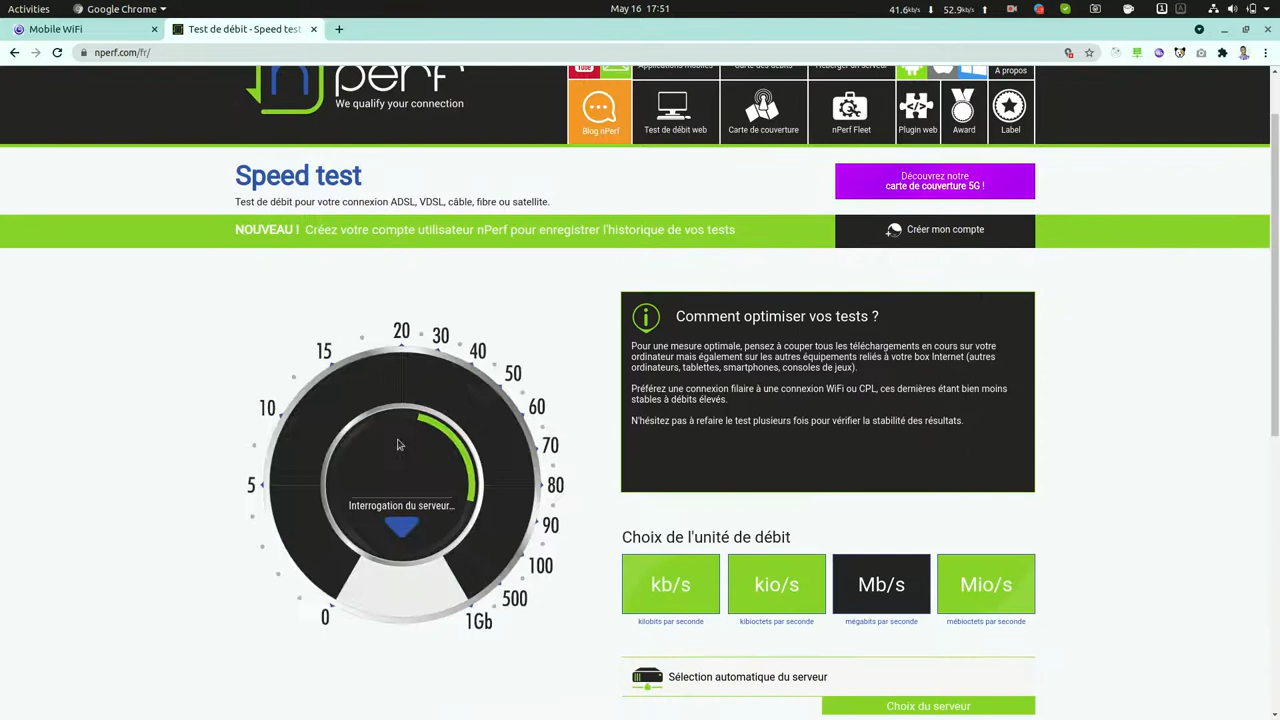 Activities
Google Chrome
May 16 17:51
41.6kb/s
52.9kb/s
Mobile WiFi
Test de débit - Speed test
nperf.com/fr/
nperf
We qualify your connection
A propos
Blog nPerf
Test de débit web
Carte de couverture
nPerf Fleet
Plugin web
Award
Label
Speed test
Test de débit pour votre connexion ADSL, VDSL, câble, fibre ou satellite.
Découvrez notre
carte de couverture 5G !
NOUVEAU ! Créez votre compte utilisateur nPerf pour enregistrer l'historique de vos tests
Créer mon compte
0
5
10
15
20
30
40
50
60
70
80
90
100
500
1Gb
Interrogation du serveur...
Comment optimiser vos tests ?
Pour une mesure optimale, pensez à couper tous les téléchargements en cours sur votre
ordinateur mais également sur les autres équipements reliés à votre box Internet (autres
ordinateurs, tablettes, smartphones, consoles de jeux).
Préférez une connexion filaire à une connexion WiFi ou CPL, ces dernières étant bien moins
stables à débits élevés.
N'hésitez pas à refaire le test plusieurs fois pour vérifier la stabilité des résultats.
Choix de l'unité de débit
kb/s
kio/s
Mb/s
Mio/s
kilobits par seconde
kibioctets par seconde
mégabits par seconde
mébioctets par seconde
Sélection automatique du serveur
Choix du serveur